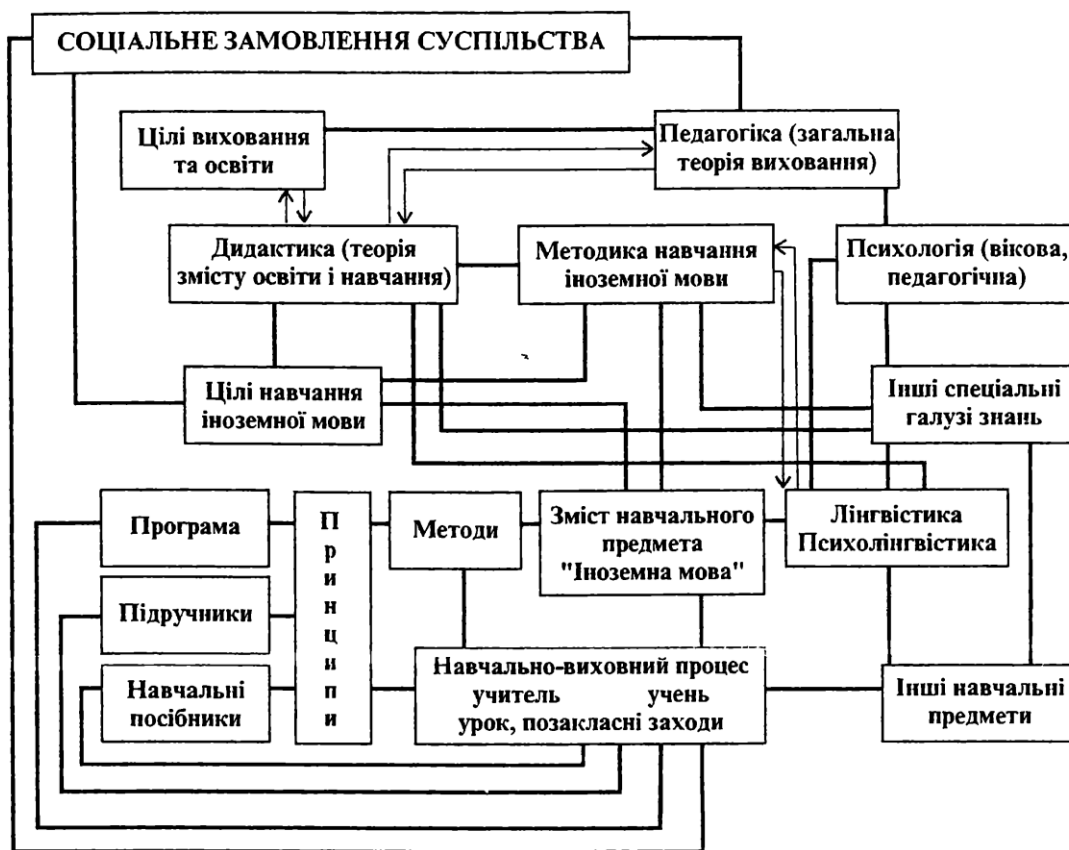 СОЦІАЛЬНЕ ЗАМОВЛЕННЯ СУСПІЛЬСТВА
Цілі виховання
та освіти
Педагогіка (загальна
теорія виховання)
Дидактика (теорія
змісту освіти і навчання)
Методика навчання
іноземної мови
Психологія (вікова,
педагогічна)
Цілі навчання
іноземної мови
Інші спеціальні
галузі знань
Програма
Принципи
Методи
Зміст навчального
предмета
"Іноземна мова"
Лінгвістика
Психолінгвістика
Підручники
Навчальні
посібники
Навчально-виховний процес
учитель учень
урок, позакласні заходи
Інші навчальні
предмети